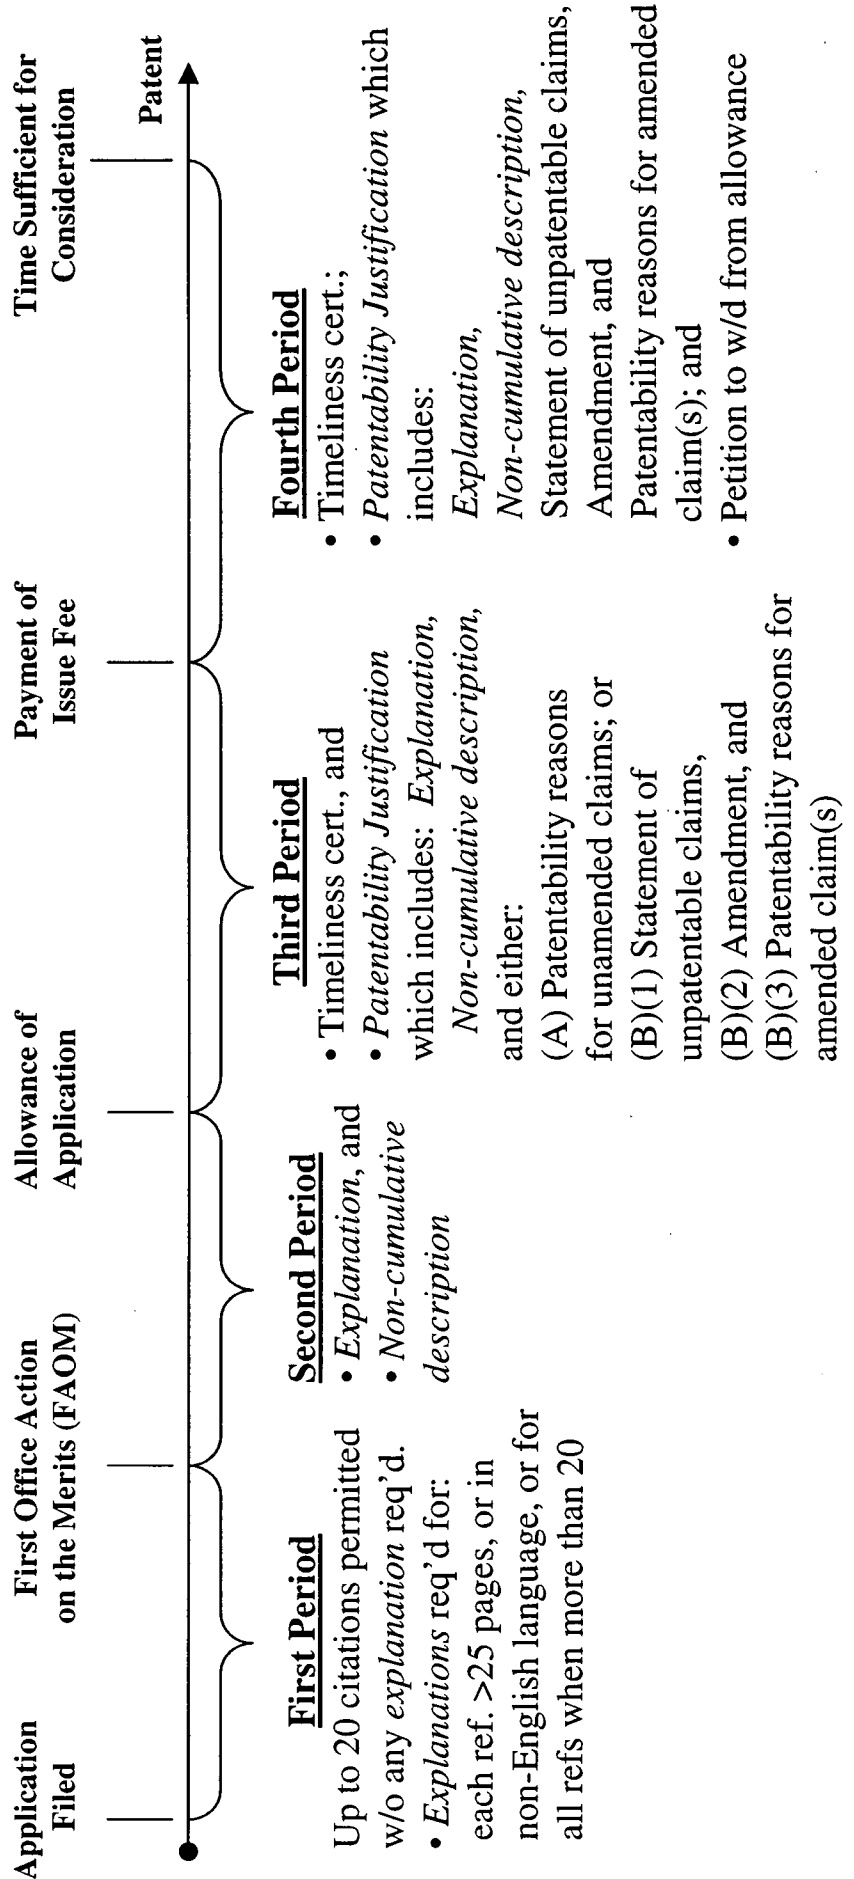 Application
Filed
First Office Action
on the Merits (FAOM)
Allowance of
Application
Payment of
Issue Fee
Time Sufficient for
Consideration
Patent
First Period
Up to 20 citations permitted
w/o any explanation req’d.
• Explanations req’d for:
each ref. >25 pages, or in
non-English language, or for
all refs when more than 20
Second Period
• Explanation, and
• Non-cumulative
description
Third Period
• Timeliness cert., and
• Patentability Justification
which includes: Explanation,
Non-cumulative description,
and either:
(A) Patentability reasons
for unamended claims; or
(B)(1) Statement of
unpatentable claims,
(B)(2) Amendment, and
(B)(3) Patentability reasons for
amended claim(s)
Fourth Period
• Timeliness cert.;
• Patentability Justification which
includes:
Explanation,
Non-cumulative description,
Statement of unpatentable claims,
Amendment, and
Patentability reasons for amended
claim(s); and
• Petition to w/d from allowance